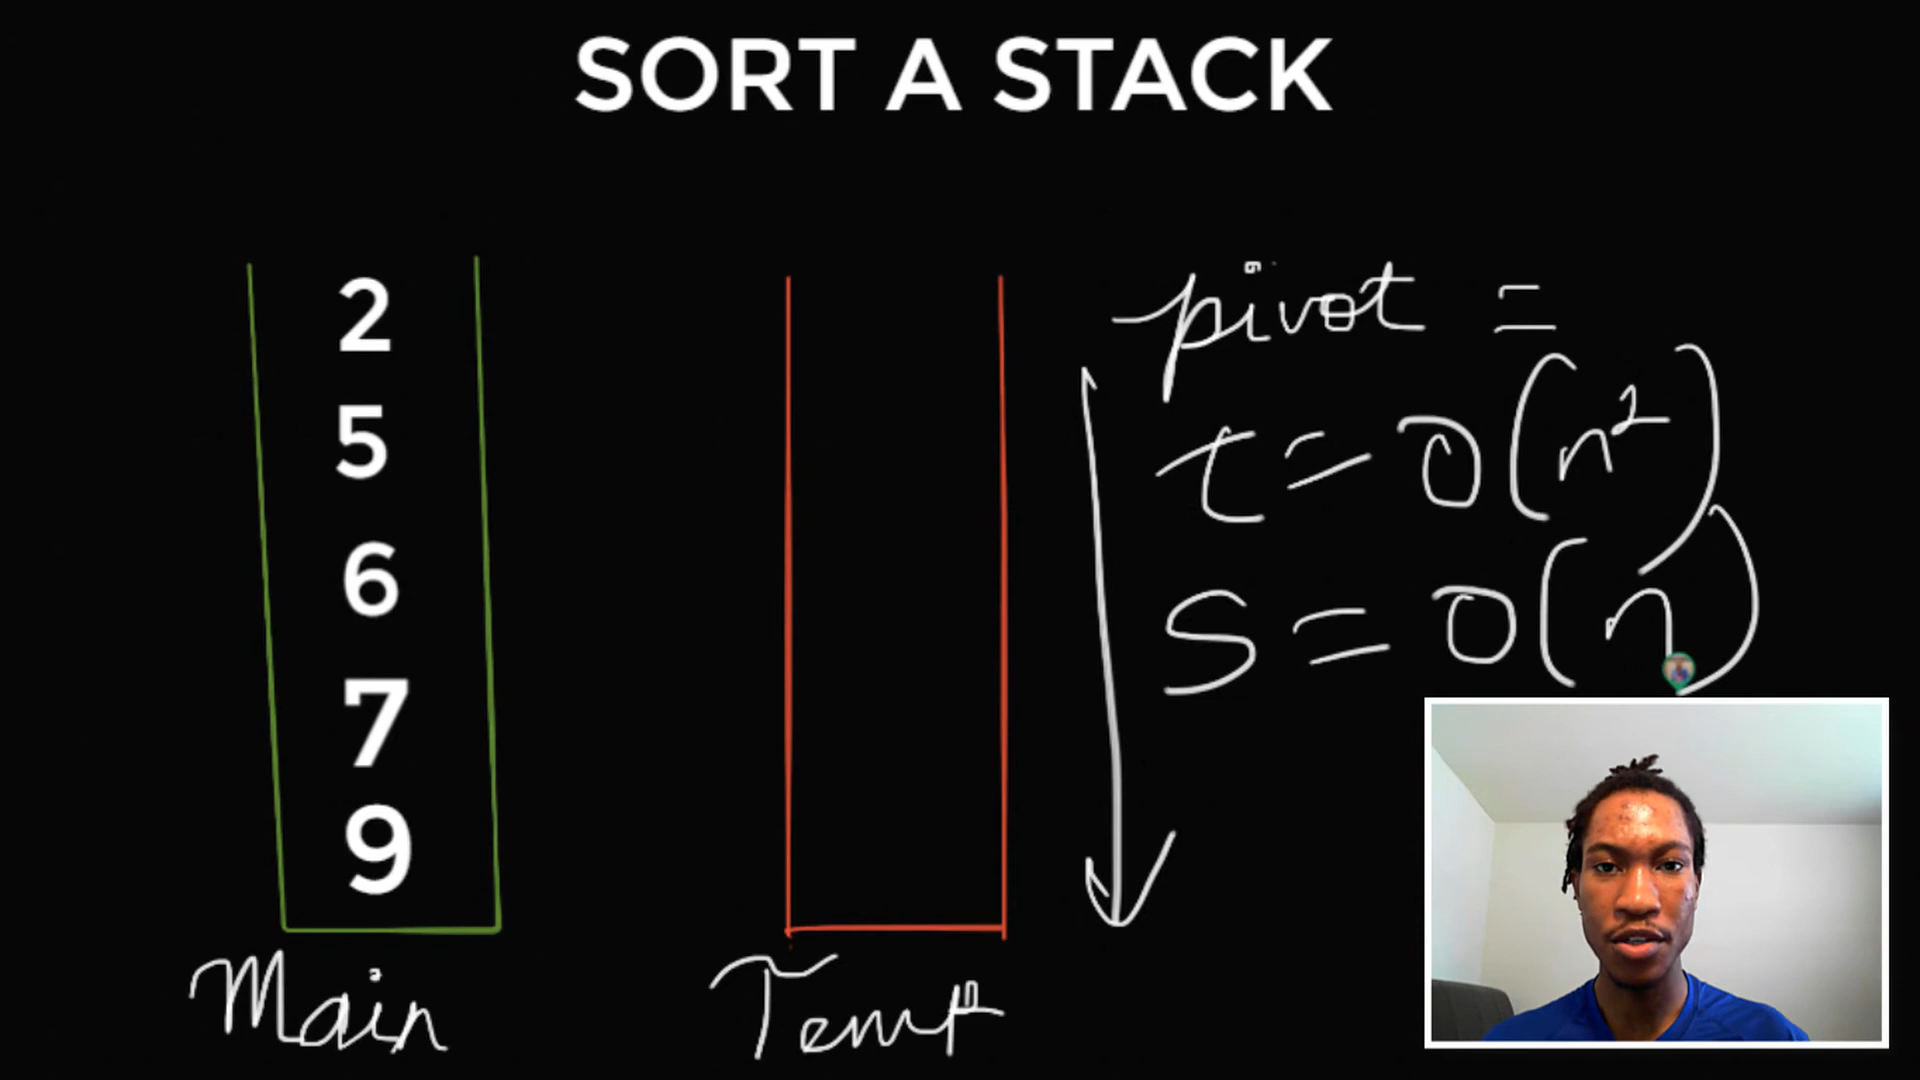 SORT A STACK
2
5
6
7
9
Main
Temp
pivot =
t = O(n²)
S = O(n)